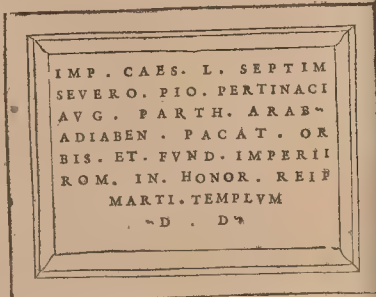 IMP . CAES. L . SEPTIM
SEVERO. PIO. PERTINACI
AVG . PARTH. ARAB~
ADIABEN . PACAT. OR
BIS. ET. FVND. IMPERII
ROM. IN. HONOR. REIP
MARTI. TEMPLVM
~D . D~